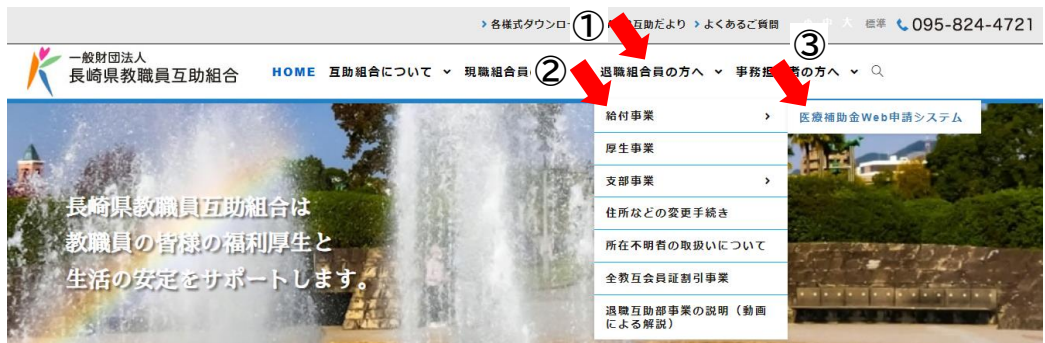 › 各様式ダウンロー
互助だより › よくあるご質問
大 標準 095-824-4721
①
③
一般財団法人
長崎県教職員互助組合
HOME 互助組合について 現職組合員 ② 退職組合員の方へ 事務担 者の方へ
給付事業 ›
医療補助金Web申請システム
厚生事業
支部事業 ›
住所などの変更手続き
所在不明者の取扱いについて
全教互会員証割引事業
退職互助部事業の説明（動画
による解説）
長崎県教職員互助組合は
教職員の皆様の福利厚生と
生活の安定をサポートします。